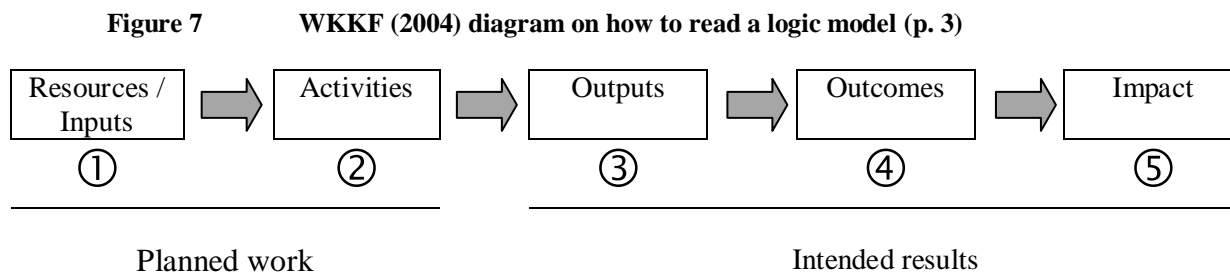 Figure 7 WKKF (2004) diagram on how to read a logic model (p. 3)
Resources / Inputs
Activities
Outputs
Outcomes
Impact
① ② ③ ④ ⑤
Planned work
Intended results